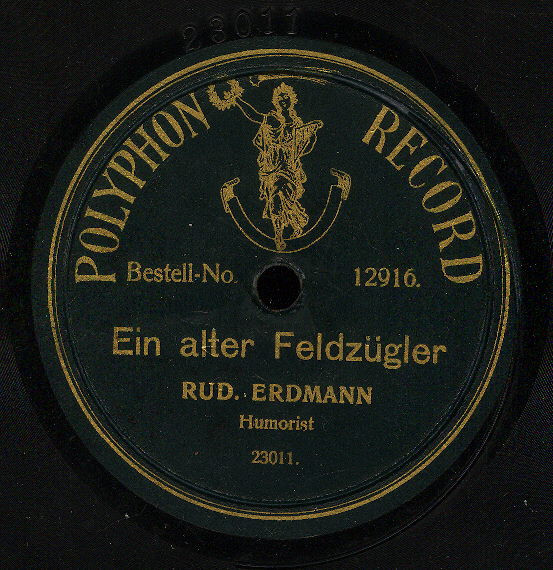 23011
POLYPHON RECORD
Bestell-No. 12916.
Ein alter Feldzügler
RUD. ERDMANN
Humorist
23011.